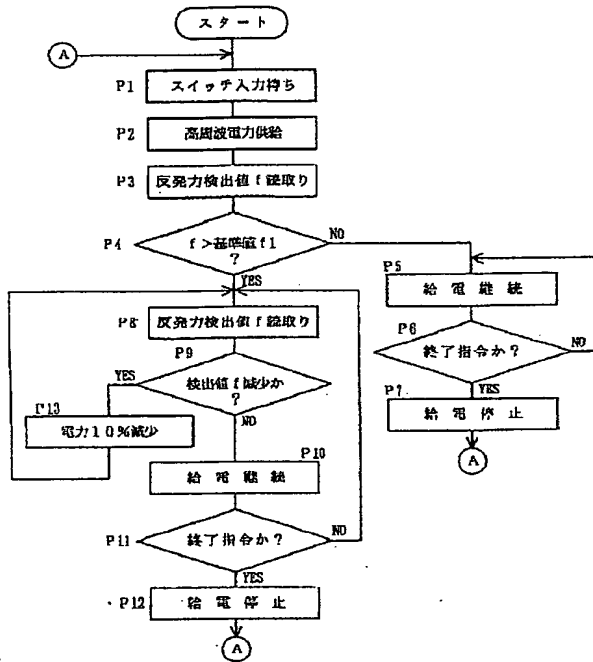 スタート
A
P1 スイッチ入力待ち
P2 高周波電力供給
P3 反発力検出値f読取り
P4 f>基準値f1
?
NO
YES
P5
給電継続
P6
終了指令か?
NO
YES
P7
給電停止
A
P8 反発力検出値f読取り
P9
YES
検出値f減少か
?
NO
P13
電力10%減少
P10
給電継続
P11 終了指令か?
NO
YES
P12 給電停止
A